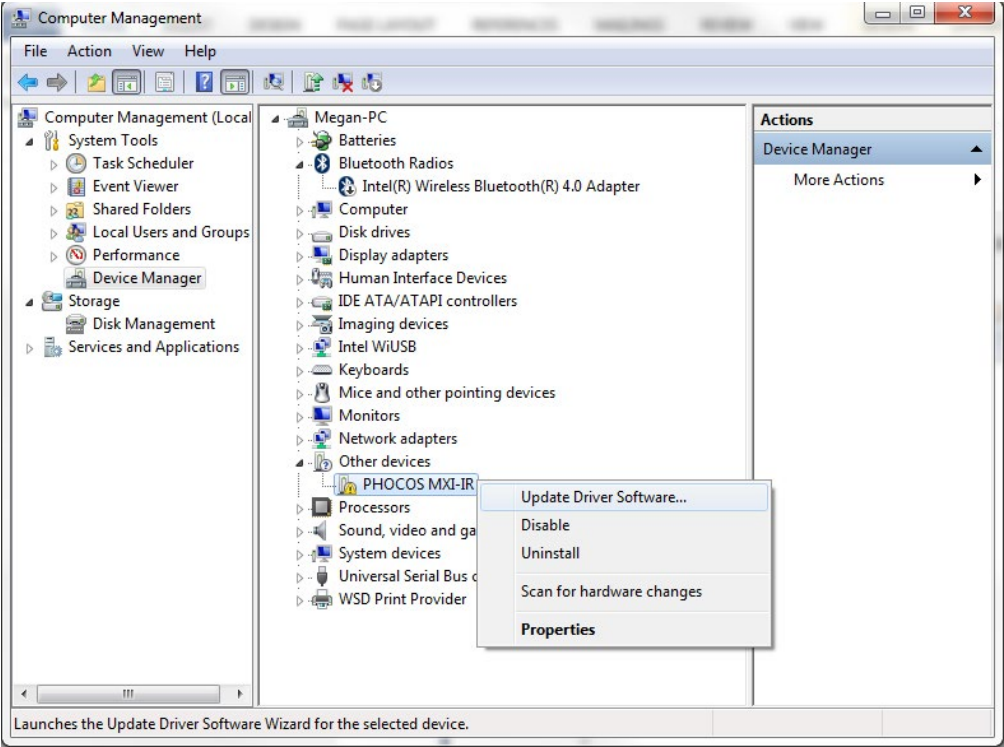 Computer Management
File Action View Help
Computer Management (Local
System Tools
Task Scheduler
Event Viewer
Shared Folders
Local Users and Groups
Performance
Device Manager
Storage
Disk Management
Services and Applications
Megan-PC
Batteries
Bluetooth Radios
Intel(R) Wireless Bluetooth(R) 4.0 Adapter
Computer
Disk drives
Display adapters
Human Interface Devices
IDE ATA/ATAPI controllers
Imaging devices
Intel WiUSB
Keyboards
Mice and other pointing devices
Monitors
Network adapters
Other devices
PHOCOS MXI-IR
Processors
Sound, video and ga
System devices
Universal Serial Bus c
WSD Print Provider
Update Driver Software...
Disable
Uninstall
Scan for hardware changes
Properties
Actions
Device Manager
More Actions
Launches the Update Driver Software Wizard for the selected device.